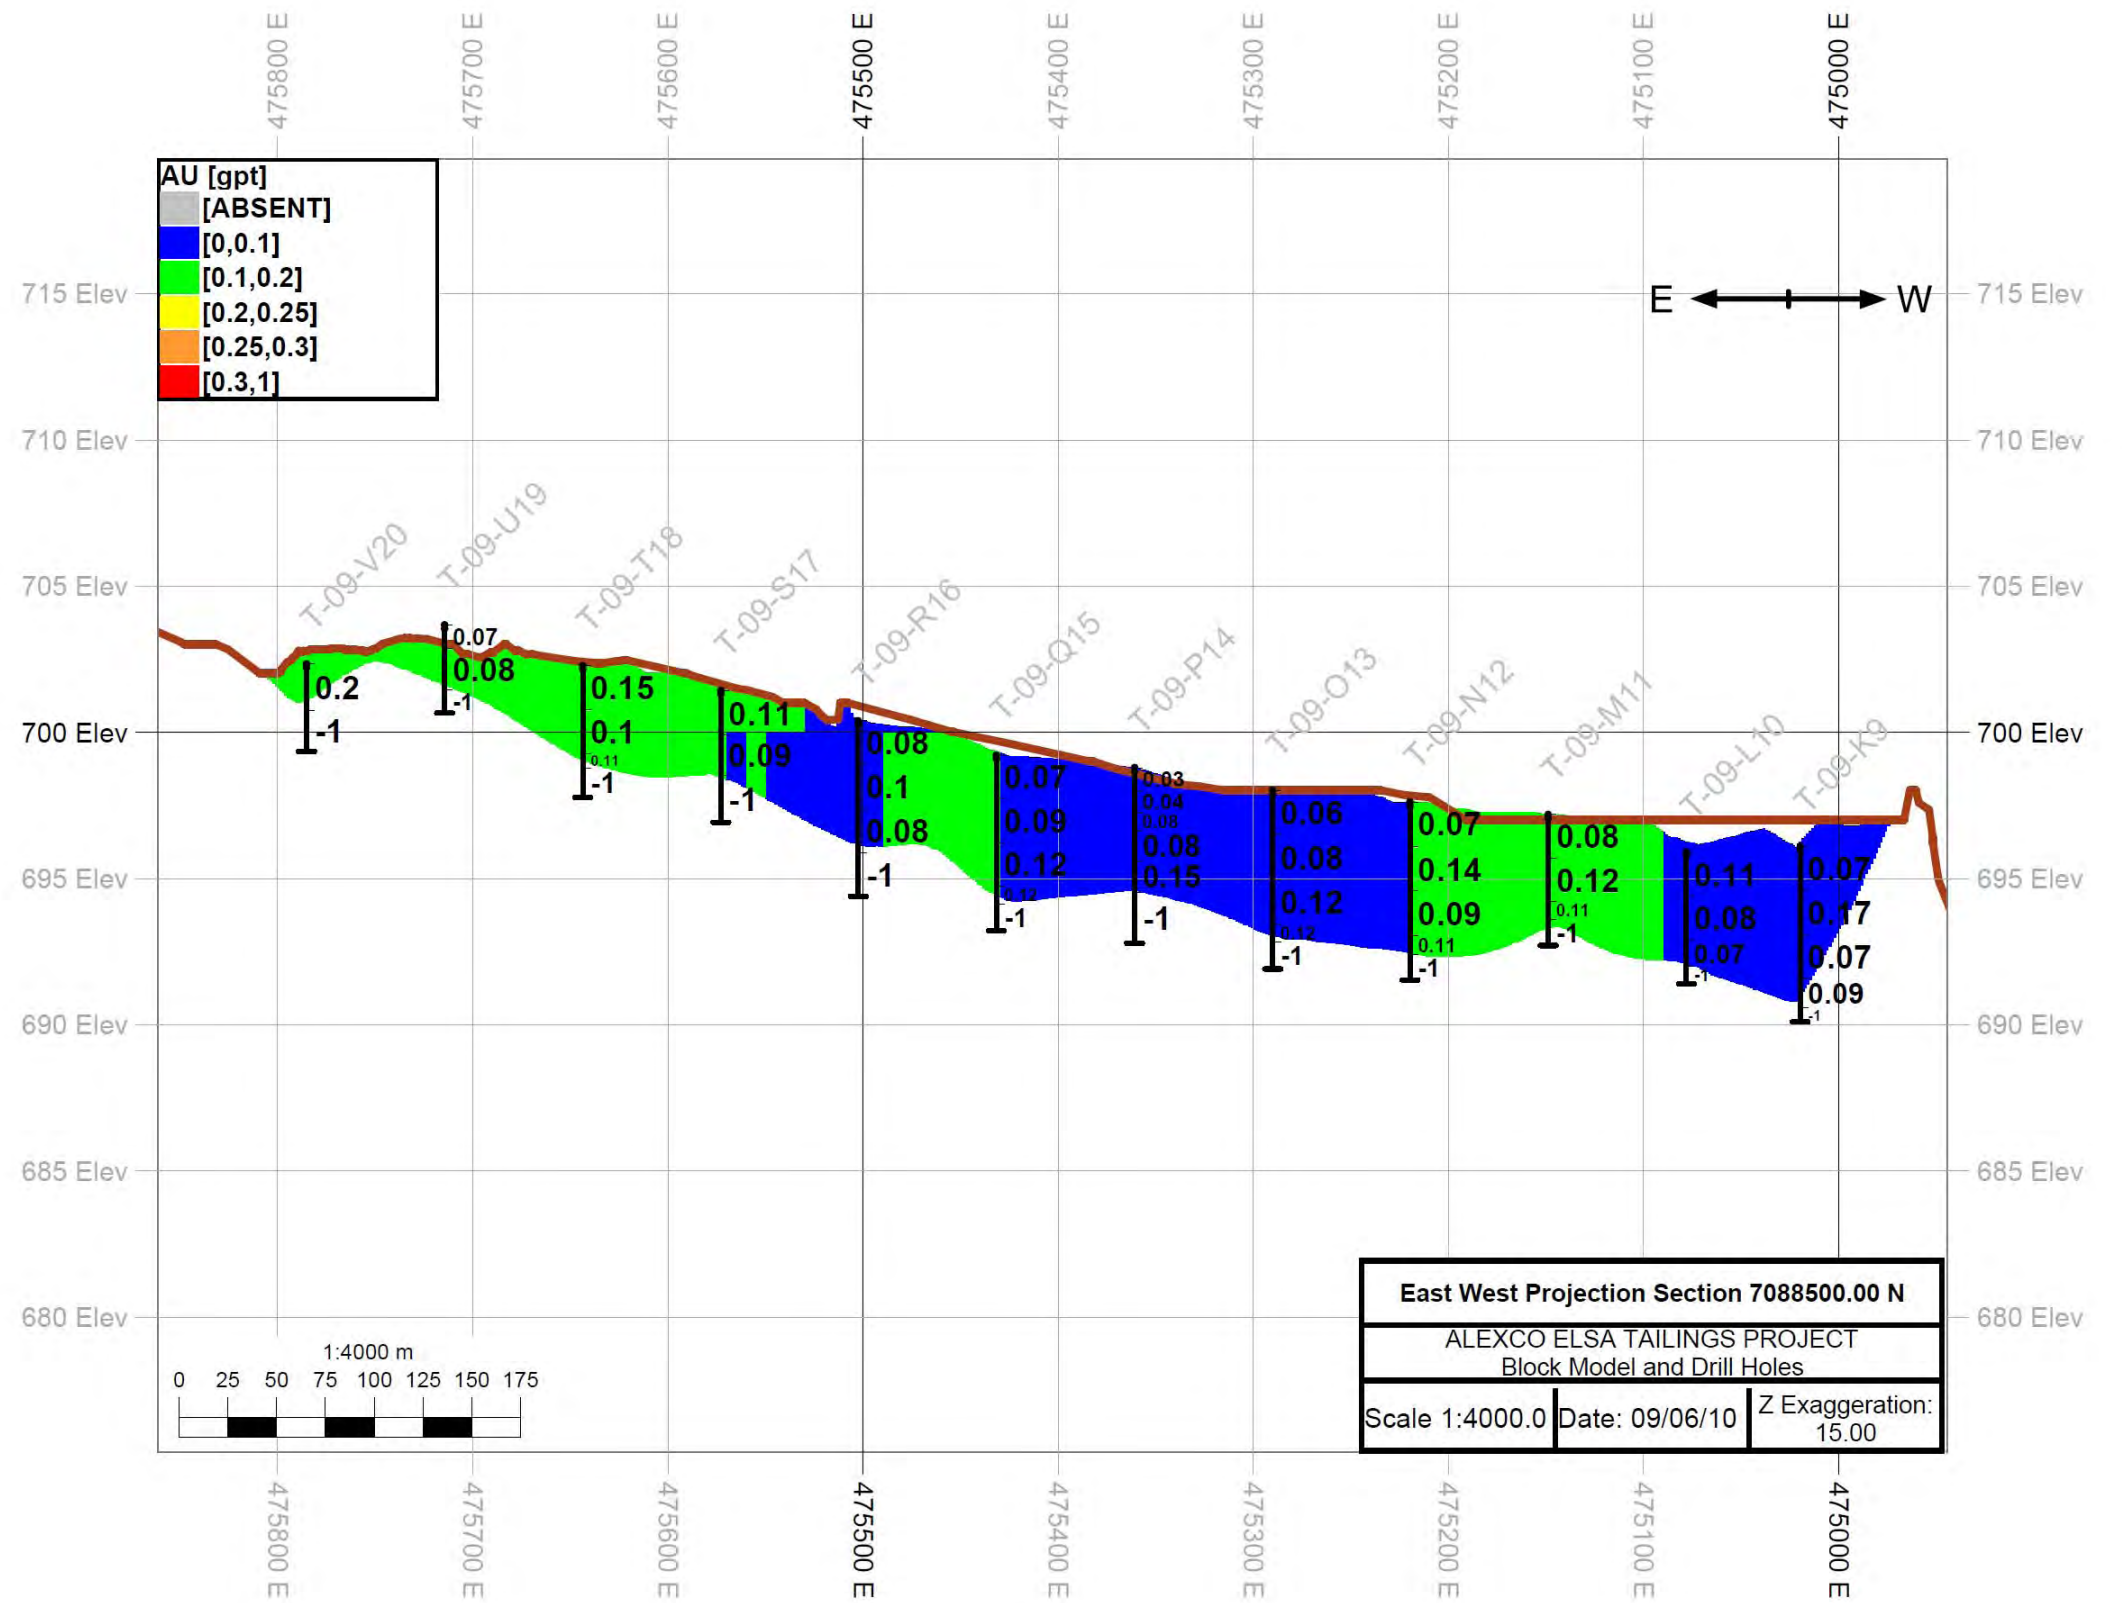 475800 E
475700 E
475600 E
475500 E
475400 E
475300 E
475200 E
475100 E
475000 E
AU [gpt]
[ABSENT]
[0,0.1]
[0.1,0.2]
[0.2,0.25]
[0.25,0.3]
[0.3,1]
E W
715 Elev
715 Elev
710 Elev
710 Elev
705 Elev
705 Elev
700 Elev
700 Elev
695 Elev
695 Elev
690 Elev
690 Elev
685 Elev
685 Elev
680 Elev
680 Elev
T-09-V20
0.2
-1
T-09-U19
0.07
0.08
-1
T-09-T18
0.15
0.1
0.11
-1
T-09-S17
0.11
0.09
-1
T-09-R16
0.08
0.1
0.08
-1
T-09-Q15
0.07
0.09
0.12
0.12
-1
T-09-P14
0.03
0.04
0.08
0.08
0.15
-1
T-09-O13
0.06
0.08
0.12
0.12
-1
T-09-N12
0.07
0.14
0.09
0.11
-1
T-09-M11
0.08
0.12
0.11
-1
T-09-L10
0.11
0.08
0.07
-1
T-09-K9
0.07
0.17
0.07
0.09
-1
1:4000 m
0 25 50 75 100 125 150 175
East West Projection Section 7088500.00 N
ALEXCO ELSA TAILINGS PROJECT
Block Model and Drill Holes
Scale 1:4000.0
Date: 09/06/10
Z Exaggeration:
15.00
475800 E
475700 E
475600 E
475500 E
475400 E
475300 E
475200 E
475100 E
475000 E